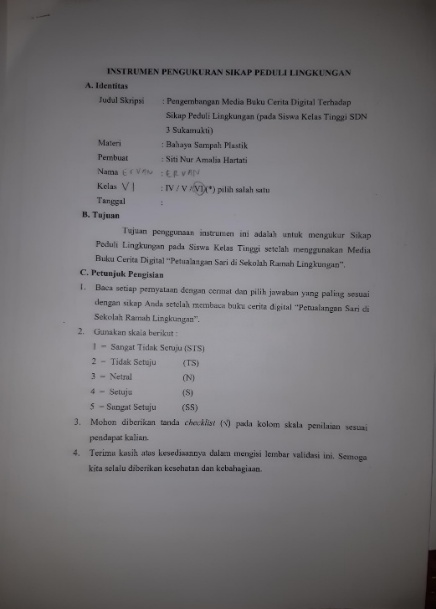 INSTRUMEN PENGUKURAN SIKAP PEDULI LINGKUNGAN
A. Identitas
Judul Skripsi : Pengembangan Media Buku Cerita Digital Terhadap
Sikap Peduli Lingkungan (pada Siswa Kelas Tinggi SDN
3 Sukamakti)
Materi : Bahaya Sampah Plastik
Pembuat : Siti Nur Amalia Hartati
Nama :
Kelas VI : IV / V / VI (*) pilih salah satu
Tanggal :
B. Tujuan
Tujuan penggunaan instrumen ini adalah untuk mengukur Sikap
Peduli Lingkungan pada Siswa Kelas Tinggi setelah menggunakan Media
Buku Cerita Digital "Petualangan Sari di Sekolah Ramah Lingkungan".
C. Petunjuk Pengisian
1. Baca setiap pernyataan dengan cermat dan pilih jawaban yang paling sesuai
dengan sikap Anda setelah membaca buku cerita digital "Petualangan Sari di
Sekolah Ramah Lingkungan".
2. Gunakan skala berikut :
1 = Sangat Tidak Setuju (STS)
2 = Tidak Setuju (TS)
3 = Netral (N)
4 = Setuju (S)
5 = Sangat Setuju (SS)
3. Mohon diberikan tanda checklist (√) pada kolom skala penilaian sesuai
pendapat kalian.
4. Terima kasih atas kesediaannya dalam mengisi lembar validasi ini. Semoga
kita selalu diberikan kesehatan dan kebahagiaan.